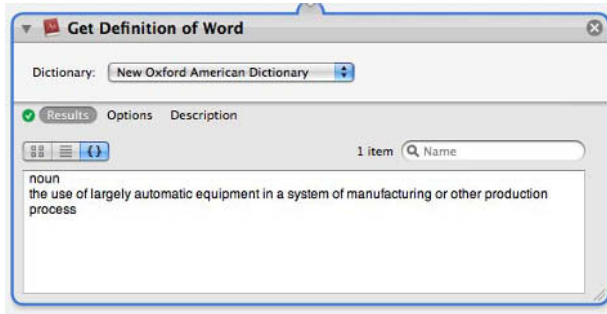 Get Definition of Word
Dictionary: New Oxford American Dictionary
Results Options Description
1 item Name
noun
the use of largely automatic equipment in a system of manufacturing or other production
process